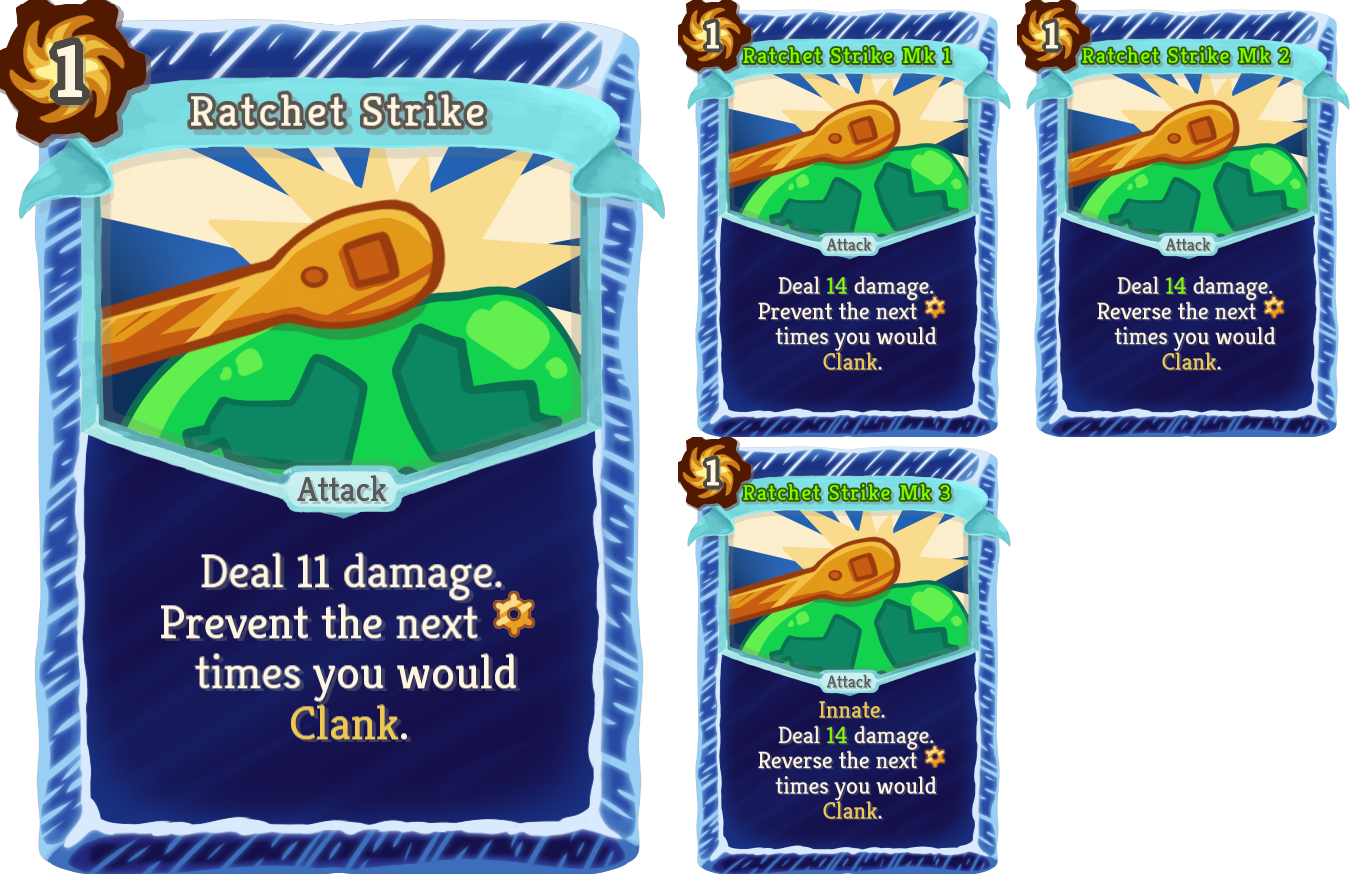 1
Ratchet Strike
Attack
Deal 11 damage.
Prevent the next
times you would
Clank.
1
Ratchet Strike Mk 1
Attack
Deal 14 damage.
Prevent the next
times you would
Clank.
1
Ratchet Strike Mk 2
Attack
Deal 14 damage.
Reverse the next
times you would
Clank.
1
Ratchet Strike Mk 3
Attack
Innate.
Deal 14 damage.
Reverse the next
times you would
Clank.